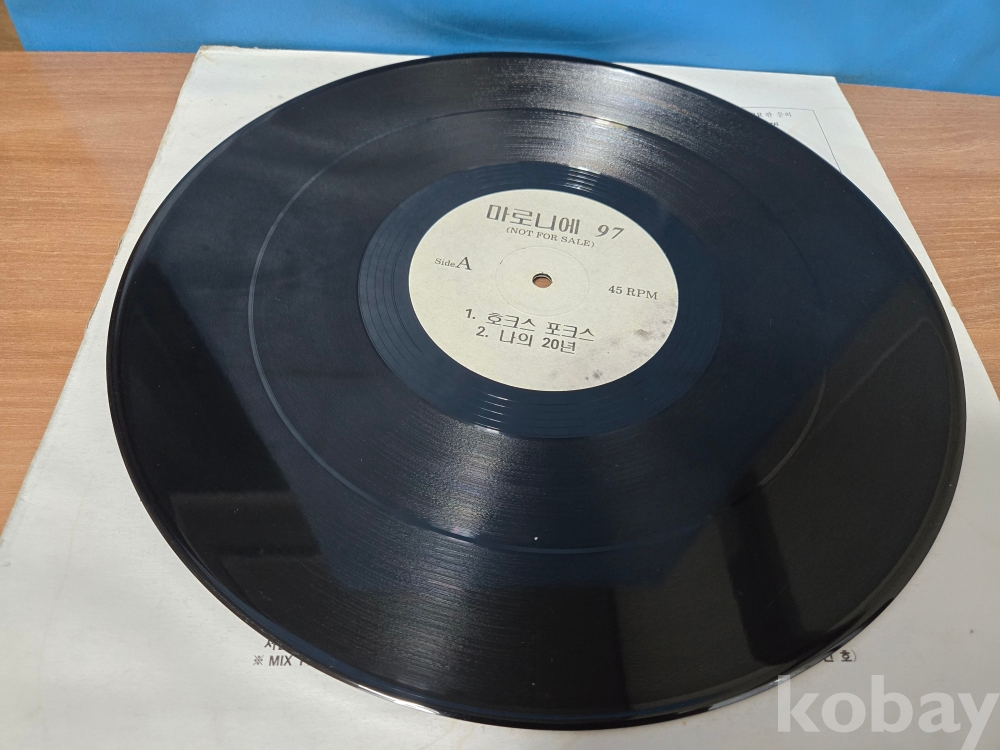 마로니에 97
(NOT FOR SALE)
Side A
45 RPM
1. 호크스 포크스
2. 나의 20년
※ MIX
호)
kobay